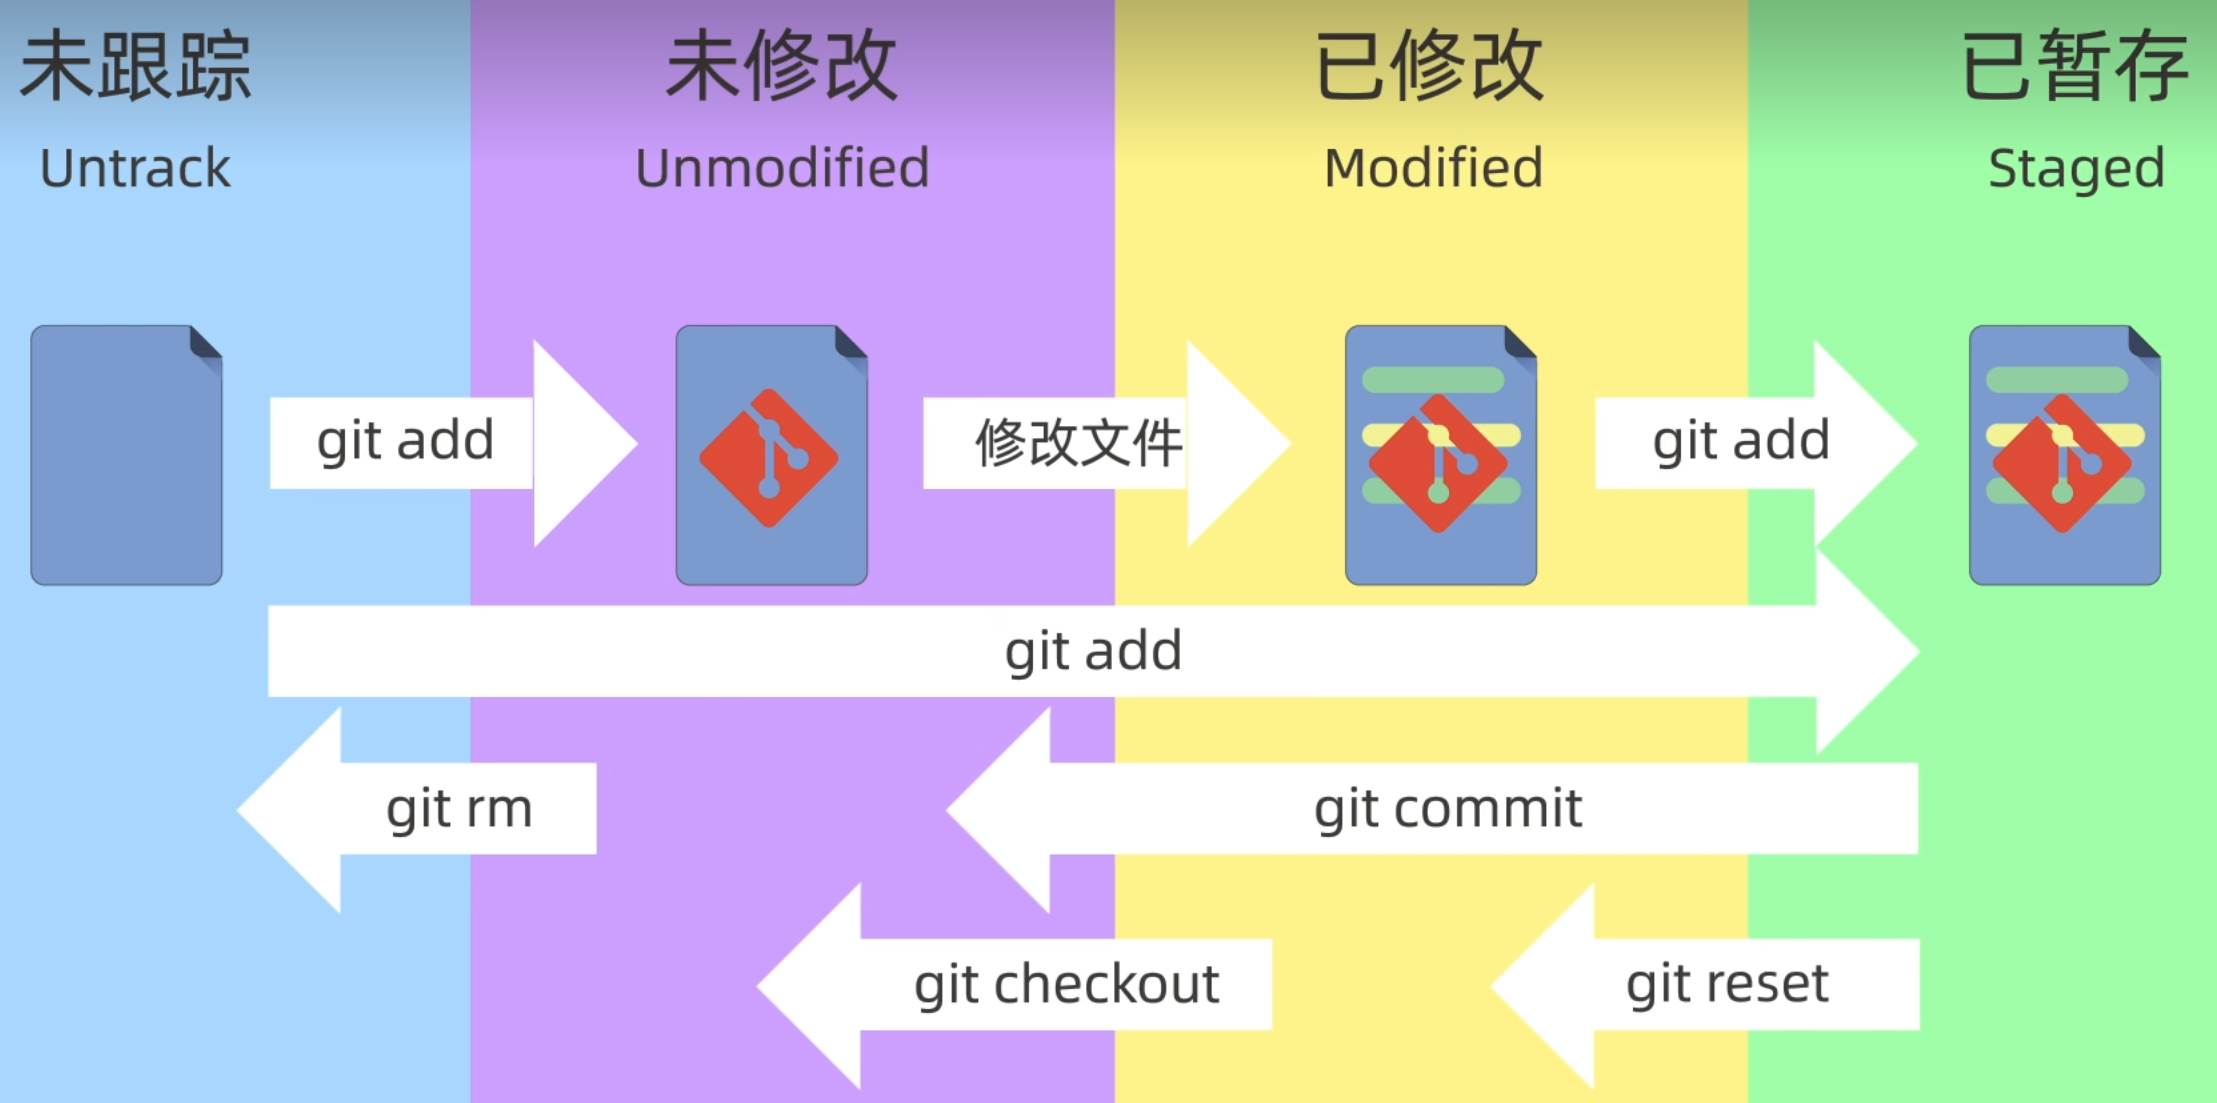 未跟踪
未修改
已修改
已暂存
Untrack
Unmodified
Modified
Staged
git add
修改文件
git add
git add
git rm
git commit
git checkout
git reset